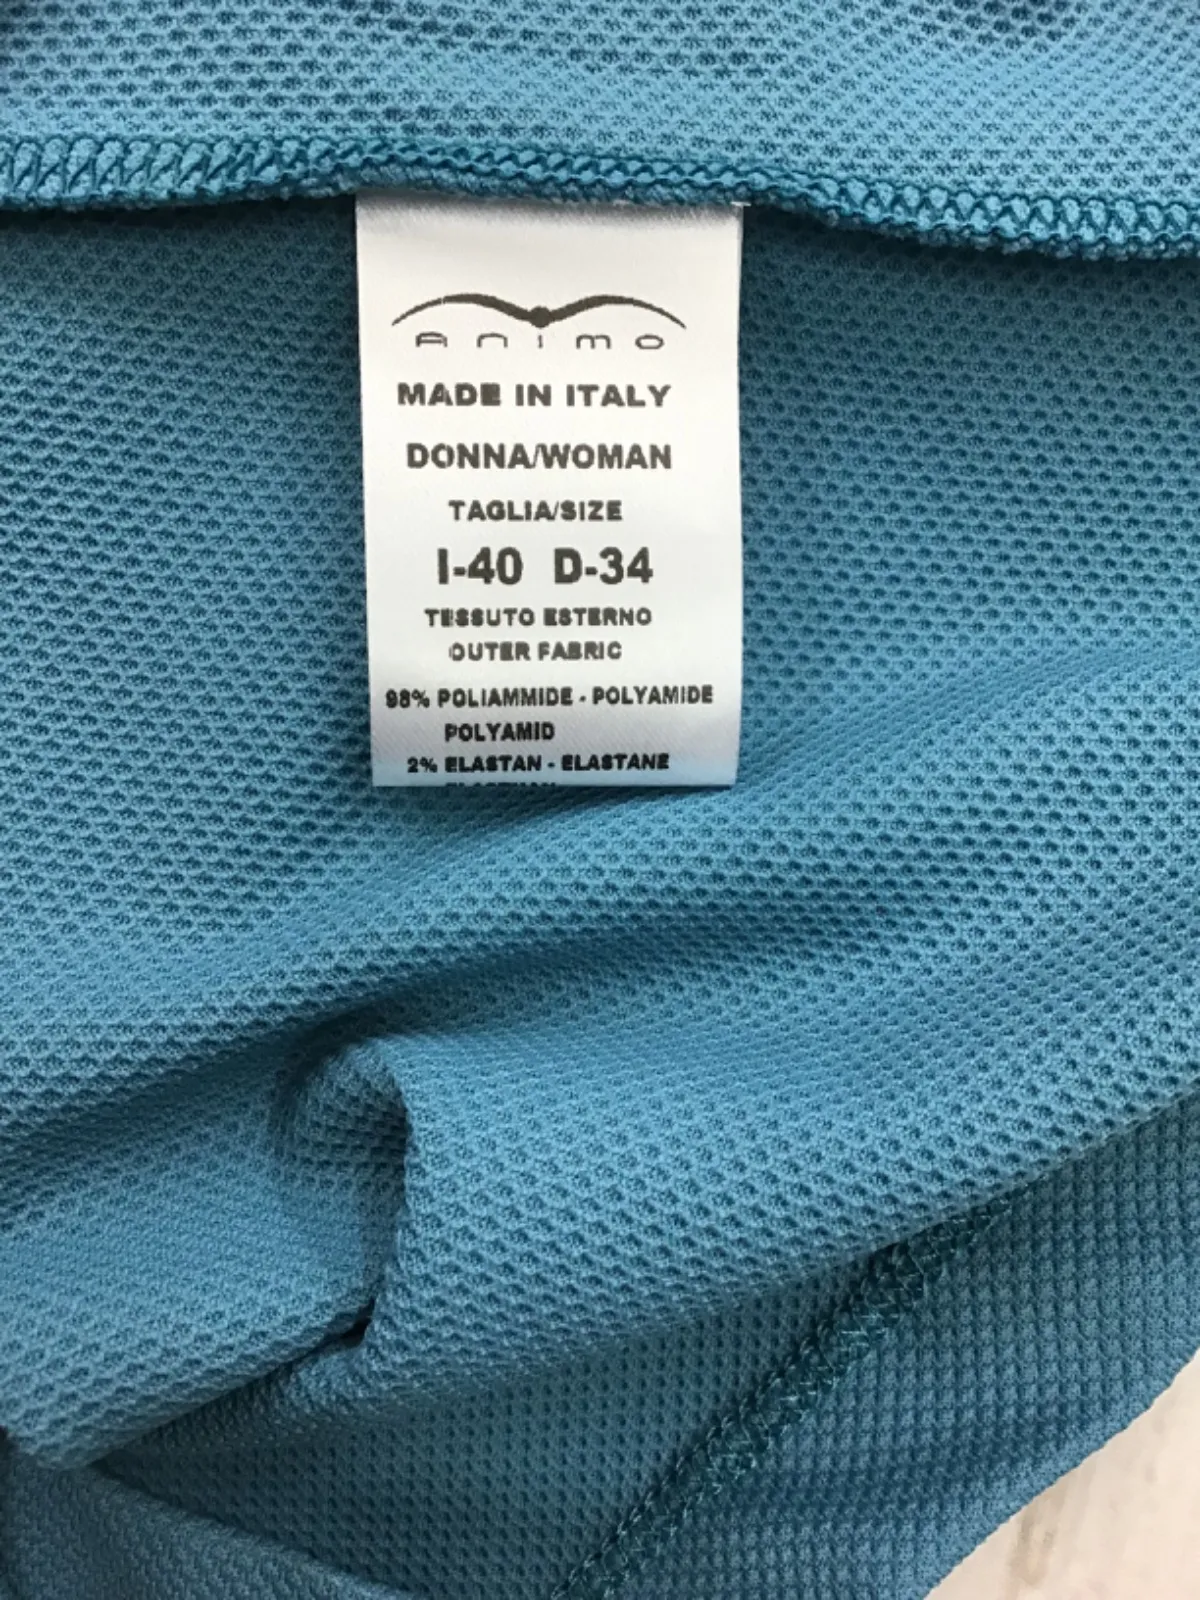 Animo
MADE IN ITALY
DONNA/WOMAN
TAGLIA/SIZE
I-40 D-34
TESSUTO ESTERNO
OUTER FABRIC
98% POLIAMMIDE - POLYAMIDE
POLYAMID
2% ELASTAN - ELASTANE